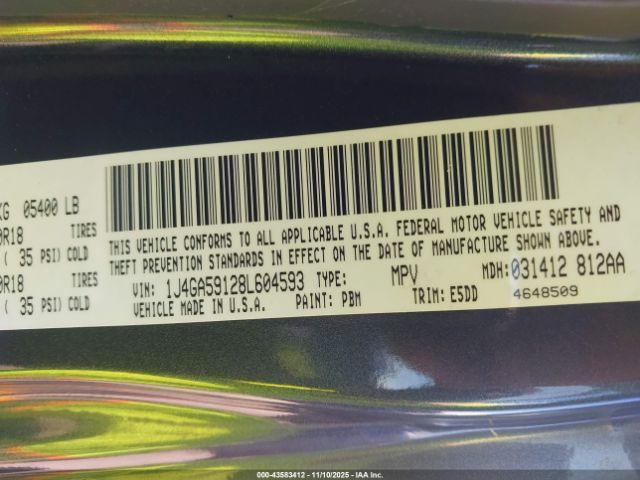 KG 05400 LB
0R18 TIRES
( 35 PSI) COLD
0R18 TIRES
( 35 PSI) COLD
THIS VEHICLE CONFORMS TO ALL APPLICABLE U.S.A. FEDERAL MOTOR VEHICLE SAFETY AND
THEFT PREVENTION STANDARDS IN EFFECT ON THE DATE OF MANUFACTURE SHOWN ABOVE.
VIN: 1J4GA59128L604593 TYPE: MPV MDH: 031412 812AA
VEHICLE MADE IN U.S.A. PAINT: PBM TRIM: E5DD 4648509
000-43583412 - 11/10/2025 - IAA Inc.